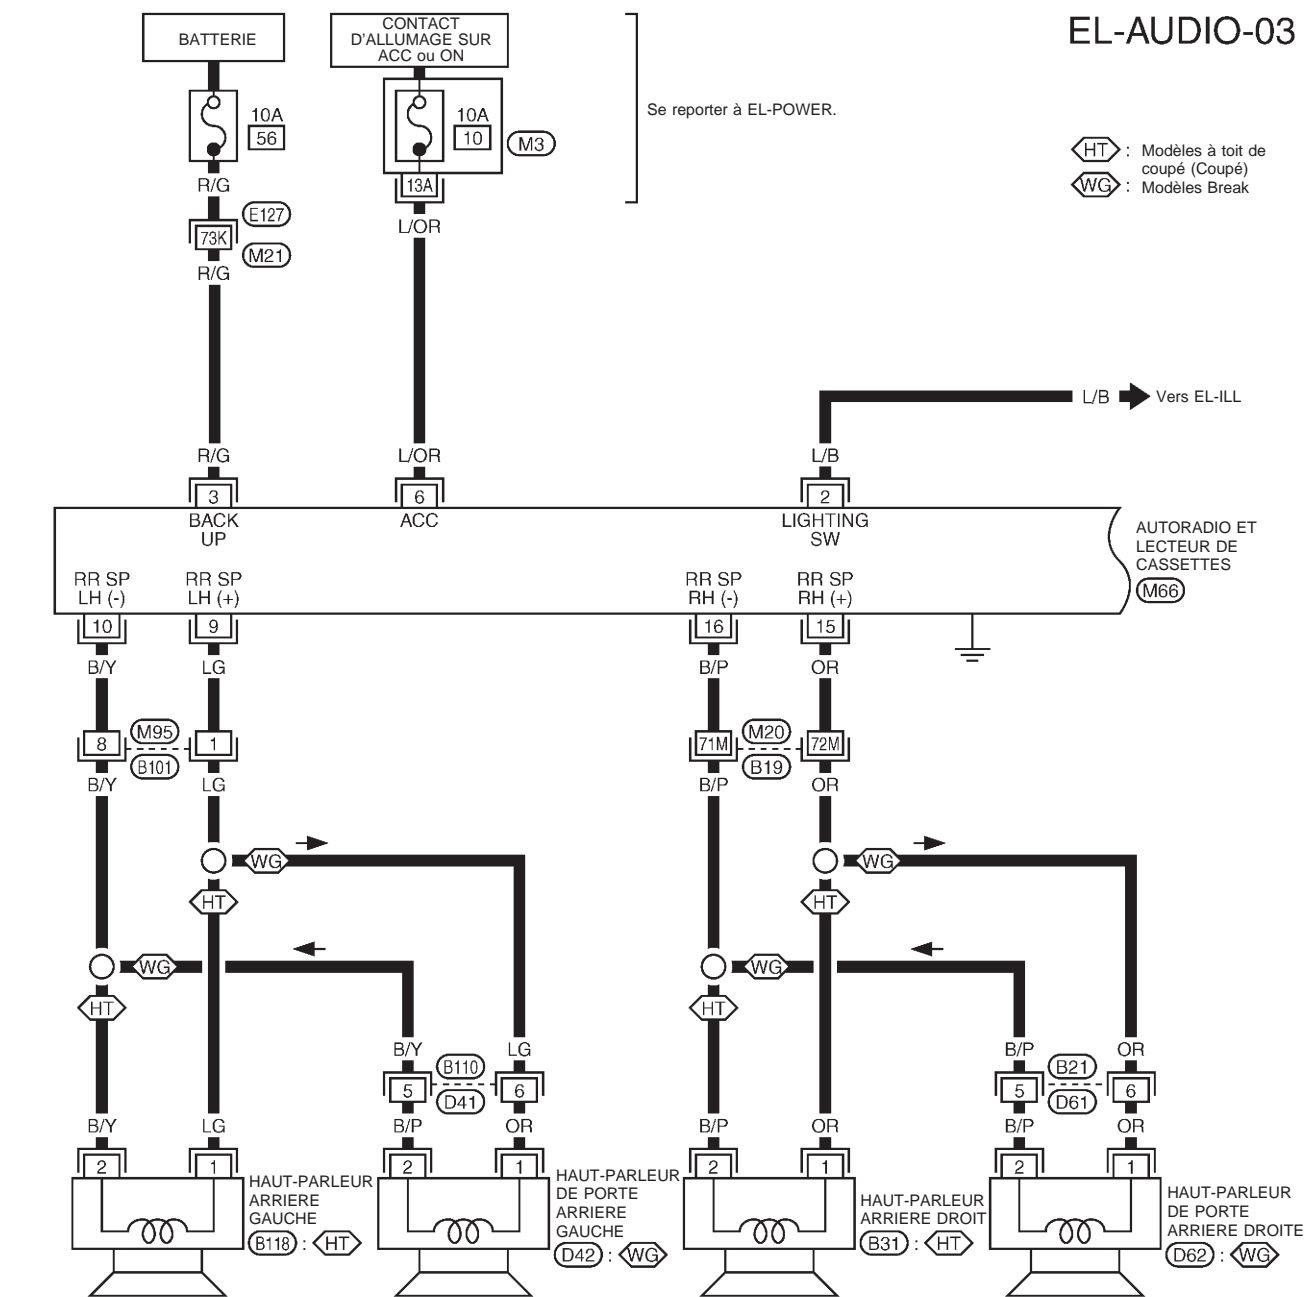 EL-AUDIO-03
BATTERIE
CONTACT
D'ALLUMAGE SUR
ACC ou ON
10A
56
10A
10
M3
Se reporter à EL-POWER.
HT : Modèles à toit de
coupé (Coupé)
WG : Modèles Break
R/G
13A
E127
73K
M21
L/OR
R/G
L/B
Vers EL-ILL
R/G
L/OR
L/B
3
6
2
BACK
UP
ACC
LIGHTING
SW
AUTORADIO ET
LECTEUR DE
CASSETTES
M66
RR SP
LH (-)
RR SP
LH (+)
RR SP
RH (-)
RR SP
RH (+)
10
9
16
15
B/Y
LG
B/P
OR
8
M95
B101
1
71M
M20
B19
72M
B/Y
LG
B/P
OR
WG
WG
HT
HT
WG
WG
HT
HT
B/Y
LG
B/P
OR
5
B110
D41
6
5
B21
D61
6
B/Y
LG
B/P
OR
B/P
OR
B/P
OR
2
1
2
1
2
1
2
1
HAUT-PARLEUR
ARRIERE
GAUCHE
B118 : HT
HAUT-PARLEUR
DE PORTE
ARRIERE
GAUCHE
D42 : WG
HAUT-PARLEUR
ARRIERE DROIT
B31 : HT
HAUT-PARLEUR
DE PORTE
ARRIERE DROITE
D62 : WG